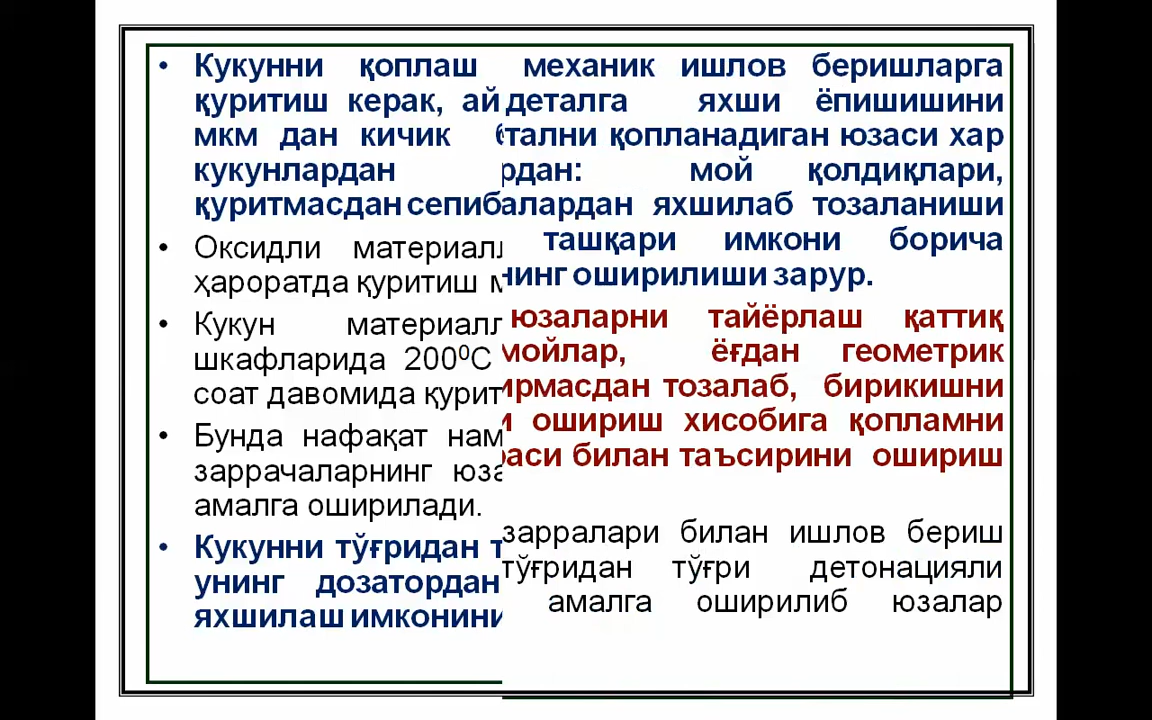 • Кукунни қоплаш механик ишлов беришларга
қуритиш керак, ай деталга яхши ёпишишини
мкм дан кичик тални қопланадиган юзаси хар
кукунлардан рдан: мой қолдиқлари,
қуритмасдан сепиб алардан яхшилаб тозаланиши
• Оксидли материал ташқари имкони борича
ҳароратда қуритиш нинг оширилиши зарур.
• Кукун материал юзаларни тайёрлаш қаттиқ
шкафларида 200⁰С мойлар, ёғдан геометрик
соат давомида қурит ирмасдан тозалаб, бирикишни
• Бунда нафақат нам и ошириш хисобига қопламни
заррачаларнинг юза аси билан таъсирини ошириш
амалга оширилади.
зарралари билан ишлов бериш
• Кукунни тўғридан т тўғридан тўғри детонацияли
унинг дозатордан амалга оширилиб юзалар
яхшилаш имконини